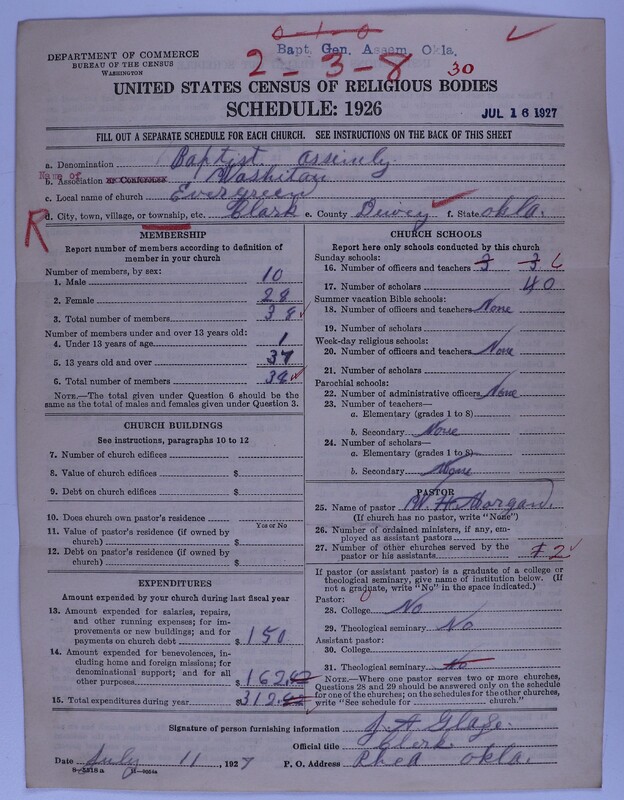 0-1-0
Bapt. Gen. Assem. Okla.
2-3-8 30
DEPARTMENT OF COMMERCE
BUREAU OF THE CENSUS
WASHINGTON
UNITED STATES CENSUS OF RELIGIOUS BODIES
SCHEDULE: 1926
JUL 16 1927
FILL OUT A SEPARATE SCHEDULE FOR EACH CHURCH. SEE INSTRUCTIONS ON THE BACK OF THIS SHEET
a. Denomination Baptist Assemly
Name of
b. Association or Conference Washitau
c. Local name of church Evergreen
R d. City, town, village, or township, etc. Clark e. County Dewey f. State Okla.
MEMBERSHIP
Report number of members according to definition of
member in your church
Number of members, by sex:
1. Male 10
2. Female 28
3. Total number of members 38
Number of members under and over 13 years old:
4. Under 13 years of age 1
5. 13 years old and over 37
6. Total number of members 38
NOTE.—The total given under Question 6 should be the
same as the total of males and females given under Question 3.
CHURCH BUILDINGS
See instructions, paragraphs 10 to 12
7. Number of church edifices
8. Value of church edifices $
9. Debt on church edifices $
10. Does church own pastor's residence
Yes or No
11. Value of pastor's residence (if owned by
church) $
12. Debt on pastor's residence (if owned by
church) $
EXPENDITURES
Amount expended by your church during last fiscal year
13. Amount expended for salaries, repairs,
and other running expenses; for im-
provements or new buildings; and for
payments on church debt $150
14. Amount expended for benevolences,
including home and foreign missions; for
denominational support; and for all
other purposes $162.
15. Total expenditures during year $312.
CHURCH SCHOOLS
Report here only schools conducted by this church
Sunday schools:
16. Number of officers and teachers 3 3 6
17. Number of scholars 40
Summer vacation Bible schools:
18. Number of officers and teachers None
19. Number of scholars
Week-day religious schools:
20. Number of officers and teachers None
21. Number of scholars
Parochial schools:
22. Number of administrative officers None
23. Number of teachers—
a. Elementary (grades 1 to 8)
b. Secondary None
24. Number of scholars—
a. Elementary (grades 1 to 8)
b. Secondary None
PASTOR
25. Name of pastor W. H. Morgan.
(If church has no pastor, write "None")
26. Number of ordained ministers, if any, em-
ployed as assistant pastors
27. Number of other churches served by the
pastor or his assistants 2
If pastor (or assistant pastor) is a graduate of a college or
theological seminary, give name of institution below. (If
not a graduate, write "No" in the space indicated.)
Pastor:
28. College No
29. Theological seminary No
Assistant pastor:
30. College
31. Theological seminary No
NOTE.—Where one pastor serves two or more churches,
Questions 28 and 29 should be answered only on the schedule
for one of the churches; on the schedules for the other churches,
write "See schedule for church."
Signature of person furnishing information J. A. Glase.
Official title Clerk
Date July 11, 1927 P. O. Address Rhea Okla.
8-5318a 11-9064a